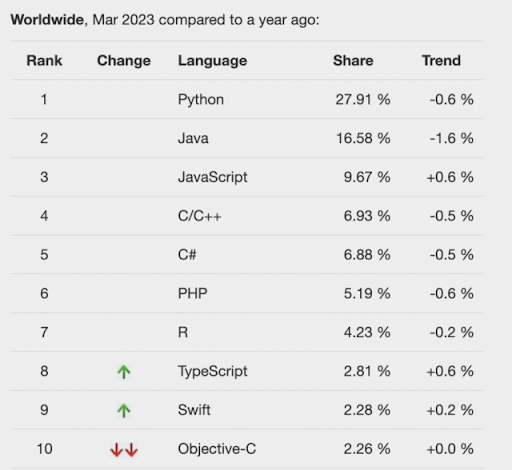 Worldwide, Mar 2023 compared to a year ago:
Rank Change Language Share Trend
1 Python 27.91 % -0.6 %
2 Java 16.58 % -1.6 %
3 JavaScript 9.67 % +0.6 %
4 C/C++ 6.93 % -0.5 %
5 C# 6.88 % -0.5 %
6 PHP 5.19 % -0.6 %
7 R 4.23 % -0.2 %
8 ↑ TypeScript 2.81 % +0.6 %
9 ↑ Swift 2.28 % +0.2 %
10 ↓↓ Objective-C 2.26 % +0.0 %